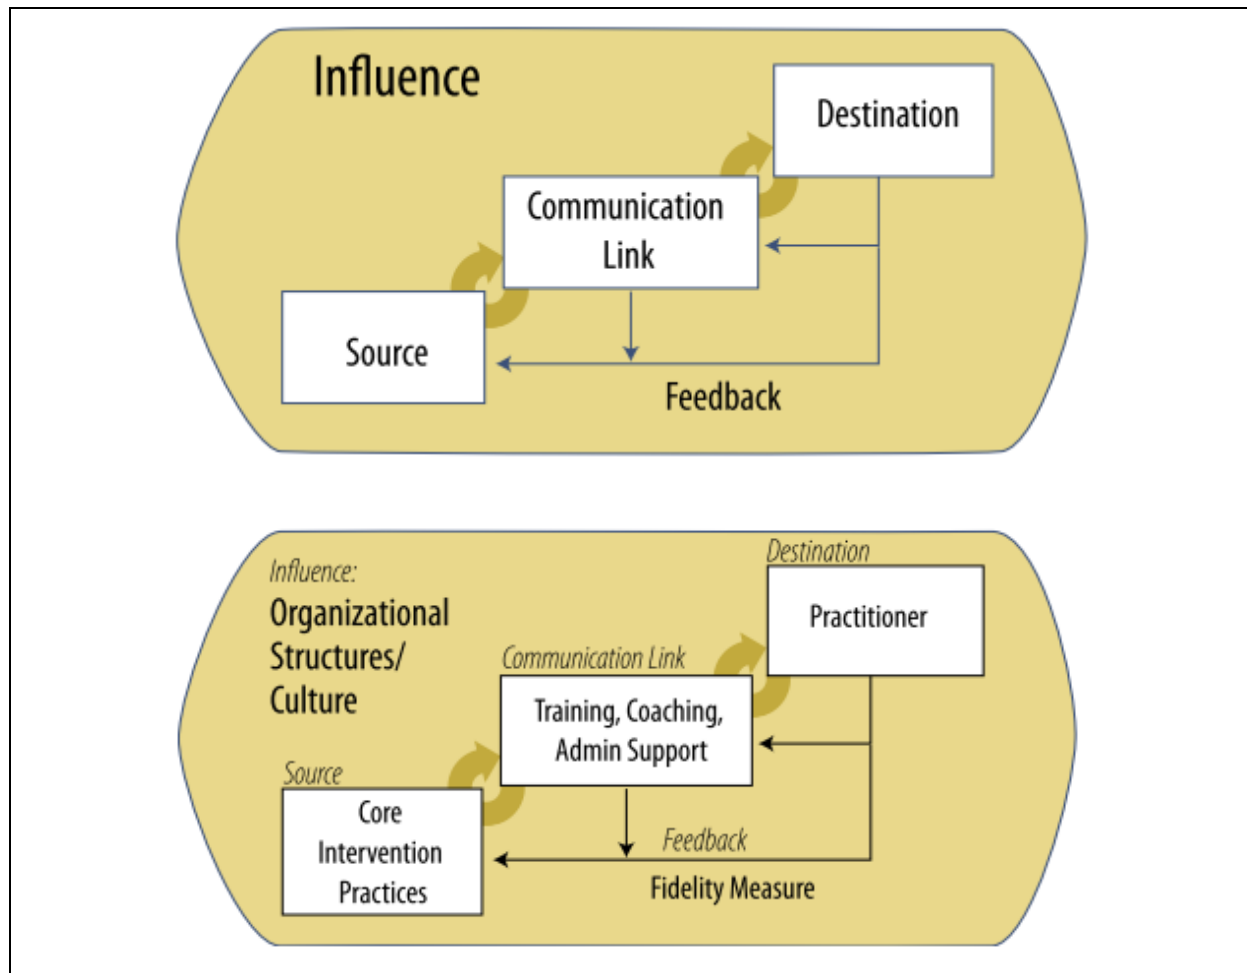 Influence
Destination
Communication
Link
Source
Feedback
Destination
Influence:
Organizational
Structures/
Culture
Practitioner
Communication Link
Training, Coaching,
Admin Support
Source
Core
Intervention
Practices
Feedback
Fidelity Measure